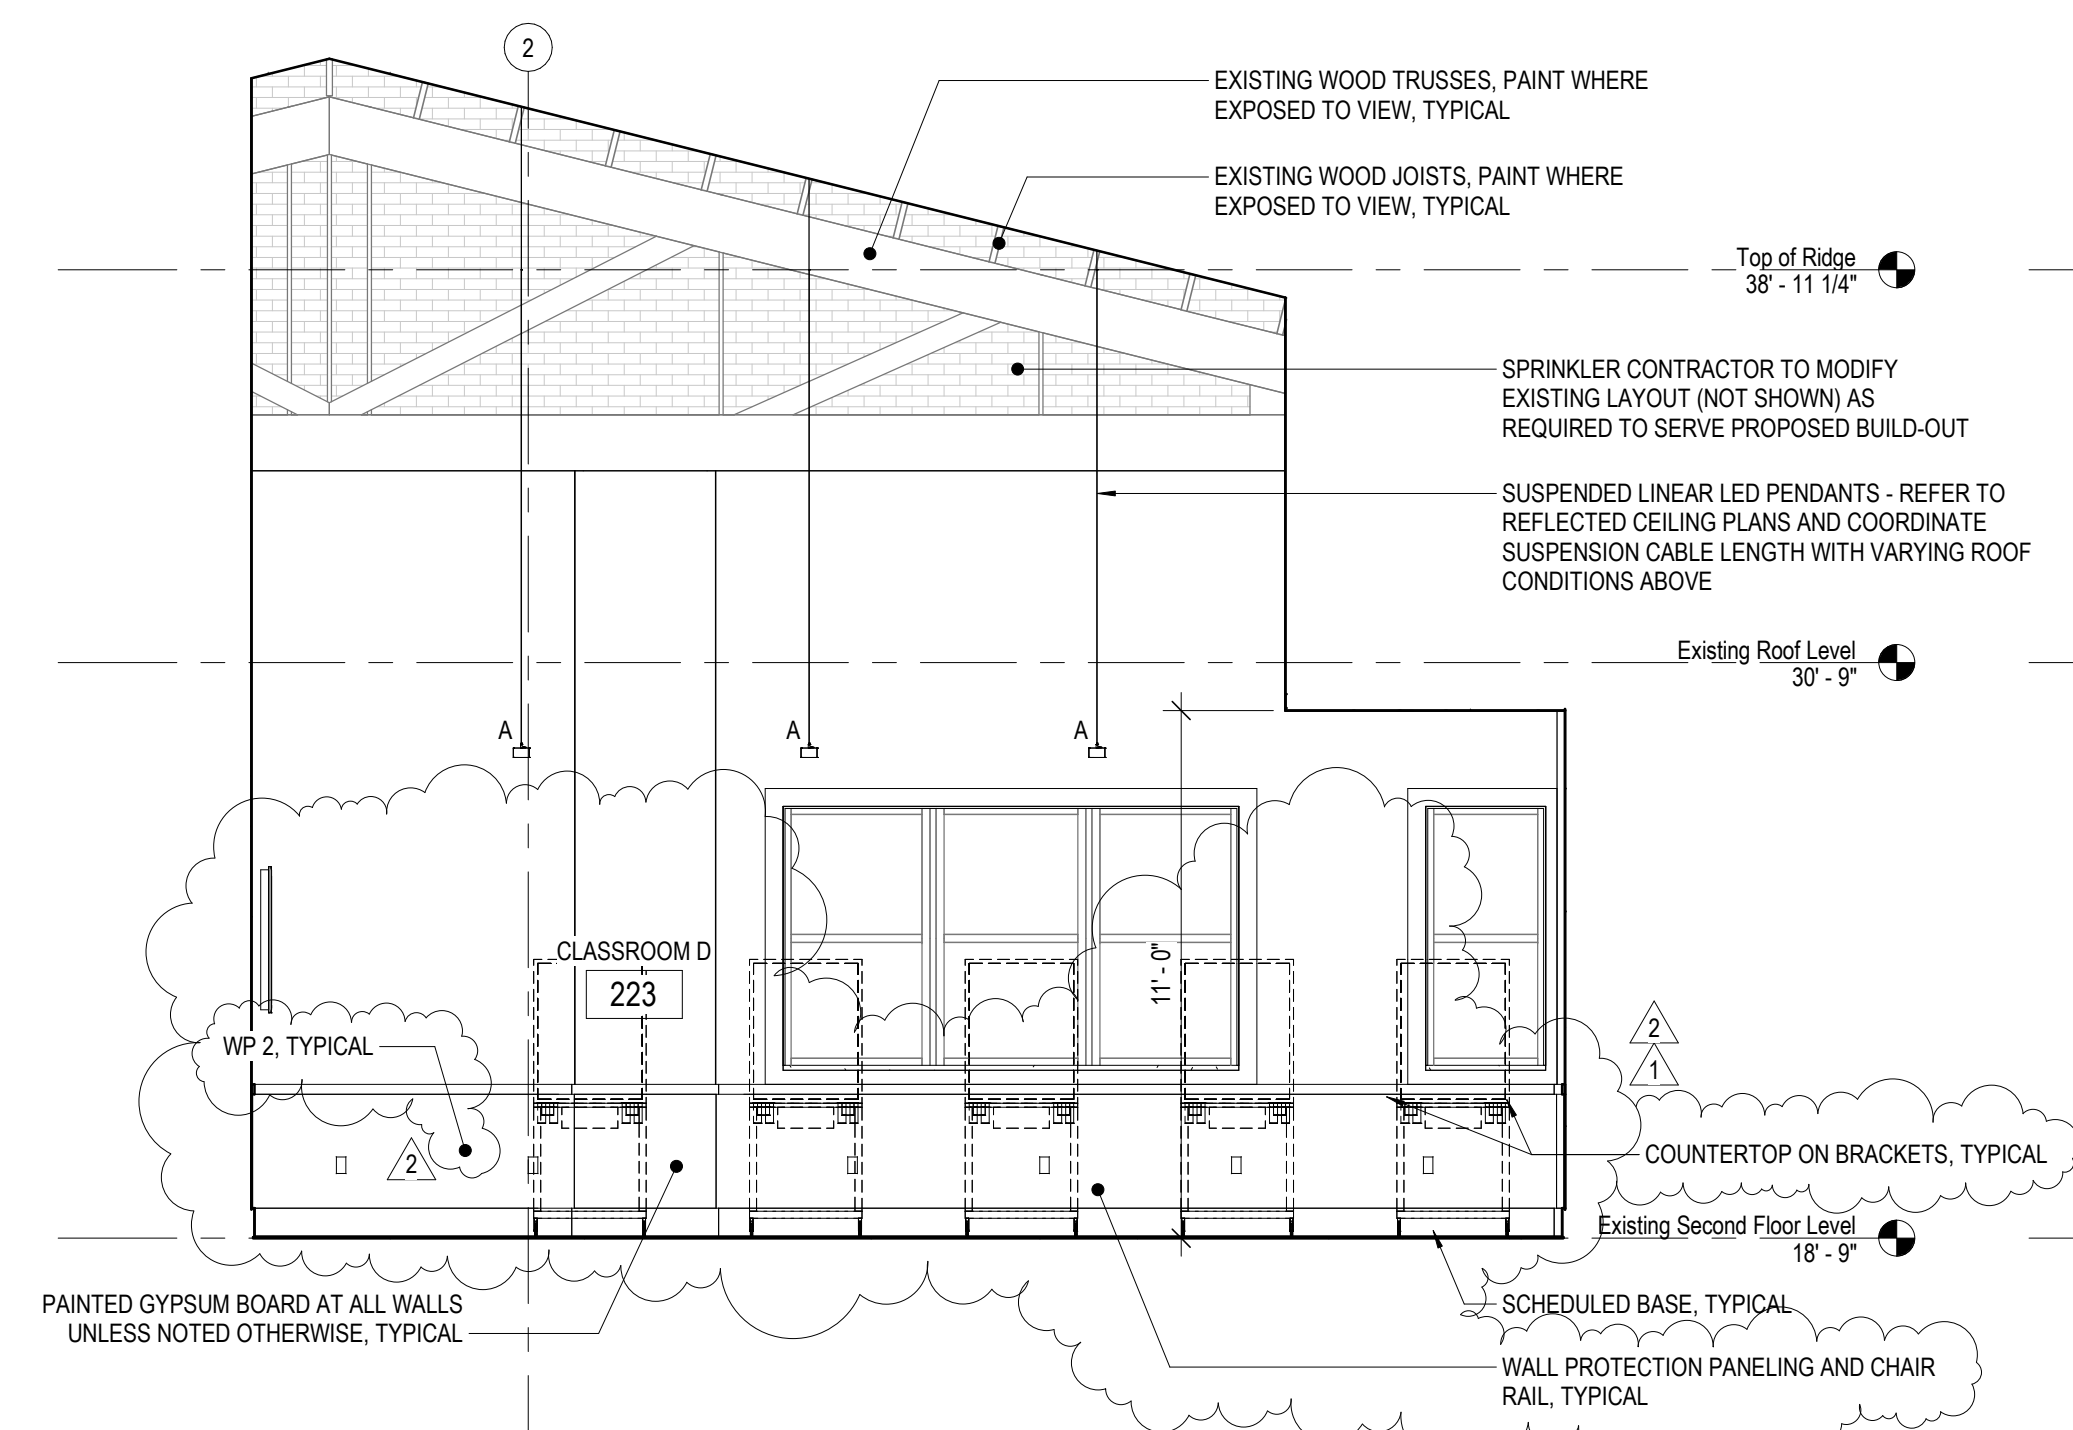 2
EXISTING WOOD TRUSSES, PAINT WHERE
EXPOSED TO VIEW, TYPICAL
EXISTING WOOD JOISTS, PAINT WHERE
EXPOSED TO VIEW, TYPICAL
Top of Ridge
38' - 11 1/4"
SPRINKLER CONTRACTOR TO MODIFY
EXISTING LAYOUT (NOT SHOWN) AS
REQUIRED TO SERVE PROPOSED BUILD-OUT
SUSPENDED LINEAR LED PENDANTS - REFER TO
REFLECTED CEILING PLANS AND COORDINATE
SUSPENSION CABLE LENGTH WITH VARYING ROOF
CONDITIONS ABOVE
Existing Roof Level
30' - 9"
A
A
A
CLASSROOM D
223
11' - 0"
WP 2, TYPICAL
2
1
2
COUNTERTOP ON BRACKETS, TYPICAL
Existing Second Floor Level
18' - 9"
PAINTED GYPSUM BOARD AT ALL WALLS
UNLESS NOTED OTHERWISE, TYPICAL
SCHEDULED BASE, TYPICAL
WALL PROTECTION PANELING AND CHAIR
RAIL, TYPICAL